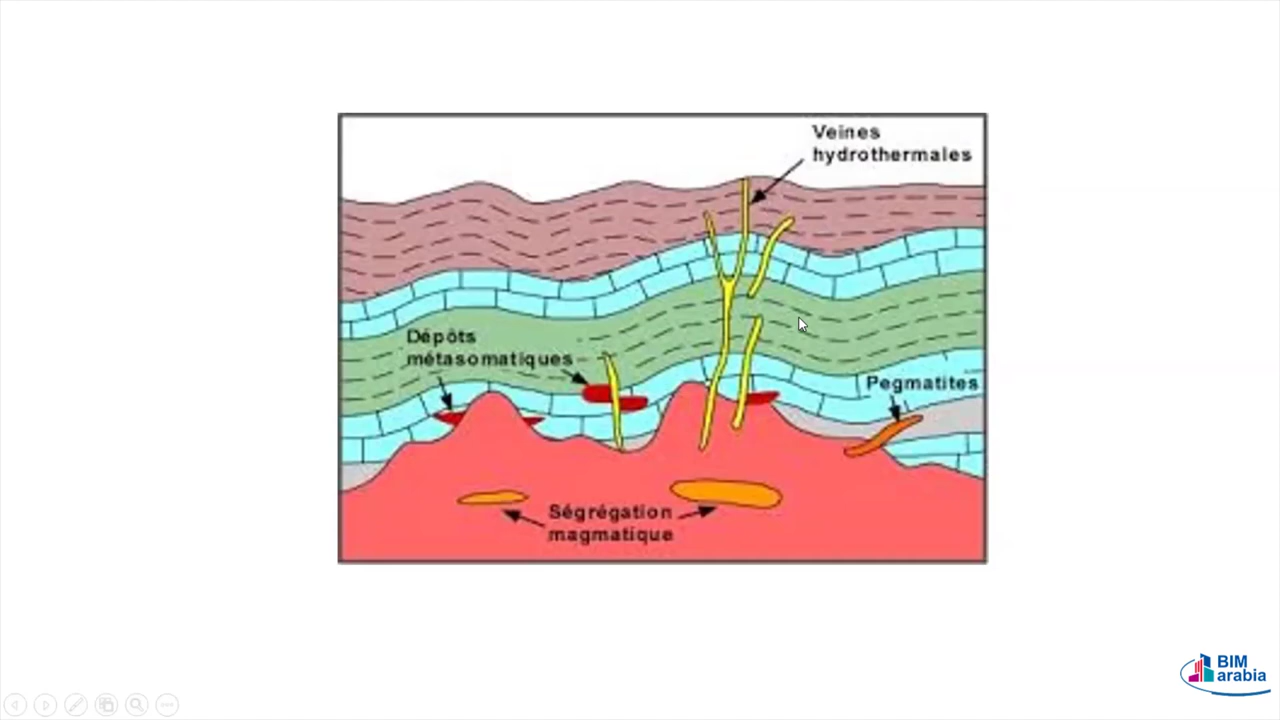 Veines
hydrothermales
Dépôts
métasomatiques
Pegmatites
Ségrégation
magmatique
BIM
arabia